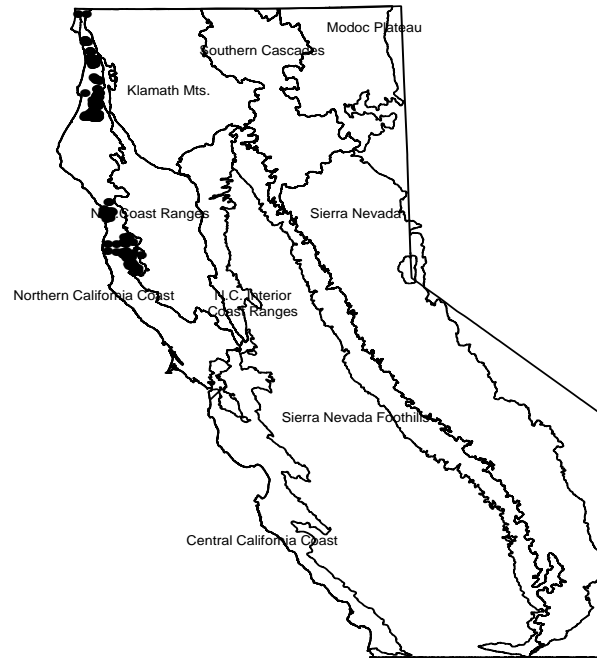 Modoc Plateau
Southern Cascades
Klamath Mts.
N.C. Coast Ranges
Sierra Nevada
Northern California Coast
N.C. Interior
Coast Ranges
Sierra Nevada Foothills
Central California Coast